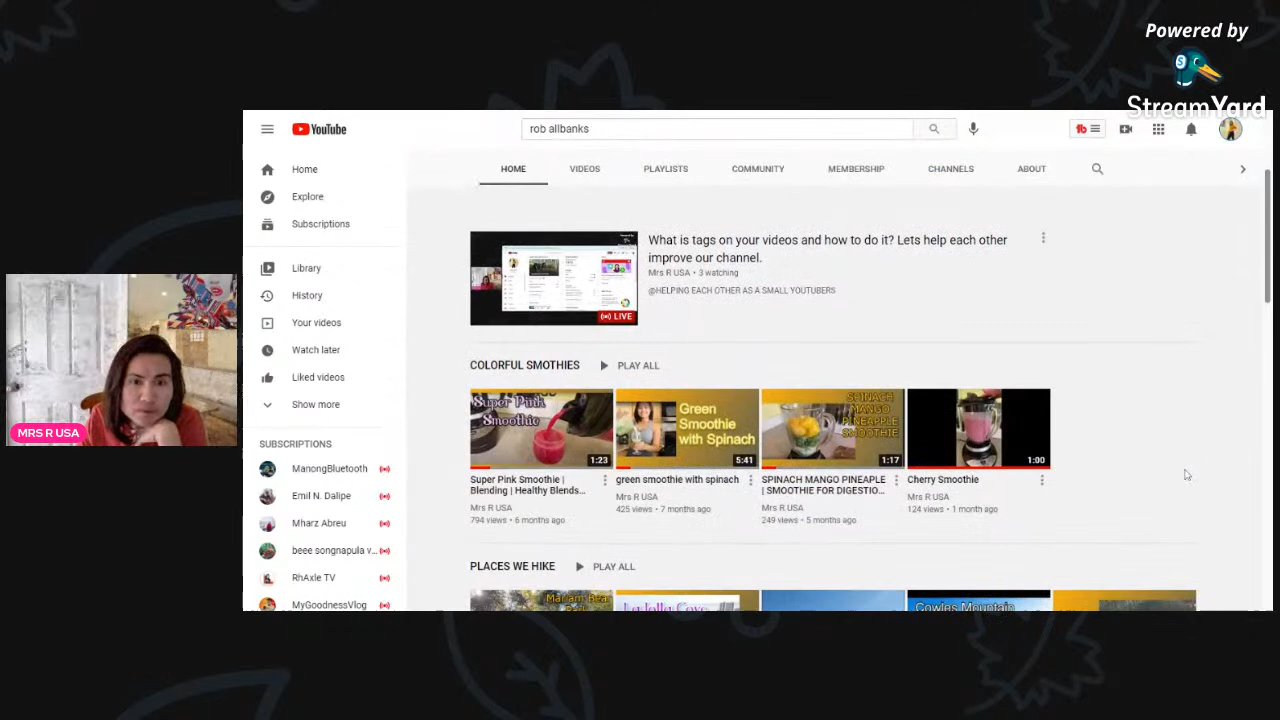 Powered by
StreamYard
YouTube
rob allbanks
Home
Explore
Subscriptions
Library
History
Your videos
Watch later
Liked videos
Show more
SUBSCRIPTIONS
ManongBluetooth
Emil N. Dalipe
Mharz Abreu
beee songnapula v...
RhAxle TV
MyGoodnessVlog
HOME VIDEOS PLAYLISTS COMMUNITY MEMBERSHIP CHANNELS ABOUT
What is tags on your videos and how to do it? Lets help each other
improve our channel.
Mrs R USA • 3 watching
@HELPING EACH OTHER AS A SMALL YOUTUBERS
LIVE
COLORFUL SMOTHIES PLAY ALL
Super Pink
Smoothie
1:23
Green
Smoothie
with Spinach
5:41
SPINACH
MANGO
PINEAPPLE
SMOOTHIE
1:17
1:00
Super Pink Smoothie |
Blending | Healthy Blends...
Mrs R USA
794 views • 6 months ago
green smoothie with spinach
Mrs R USA
425 views • 7 months ago
SPINACH MANGO PINEAPPLE
| SMOOTHIE FOR DIGESTIO...
Mrs R USA
249 views • 5 months ago
Cherry Smoothie
Mrs R USA
124 views • 1 month ago
PLACES WE HIKE PLAY ALL
Cowles Mountain
MRS R USA